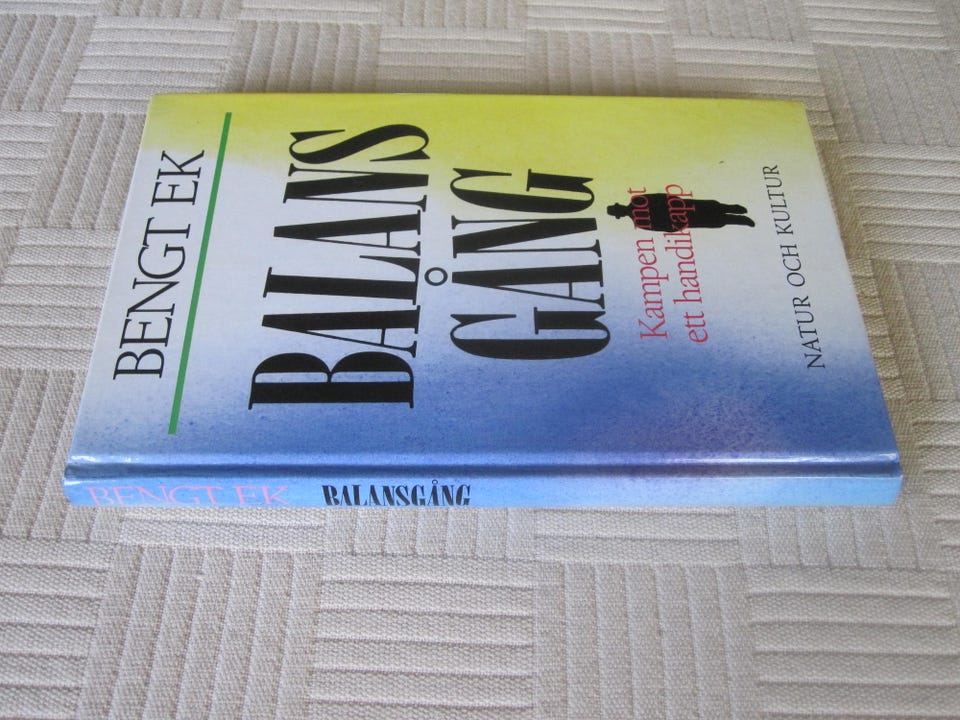 BENGT EK
BALANS
GÅNG
Kampen mot
ett handikapp
NATUR OCH KULTUR
BENGT EK BALANSGÅNG